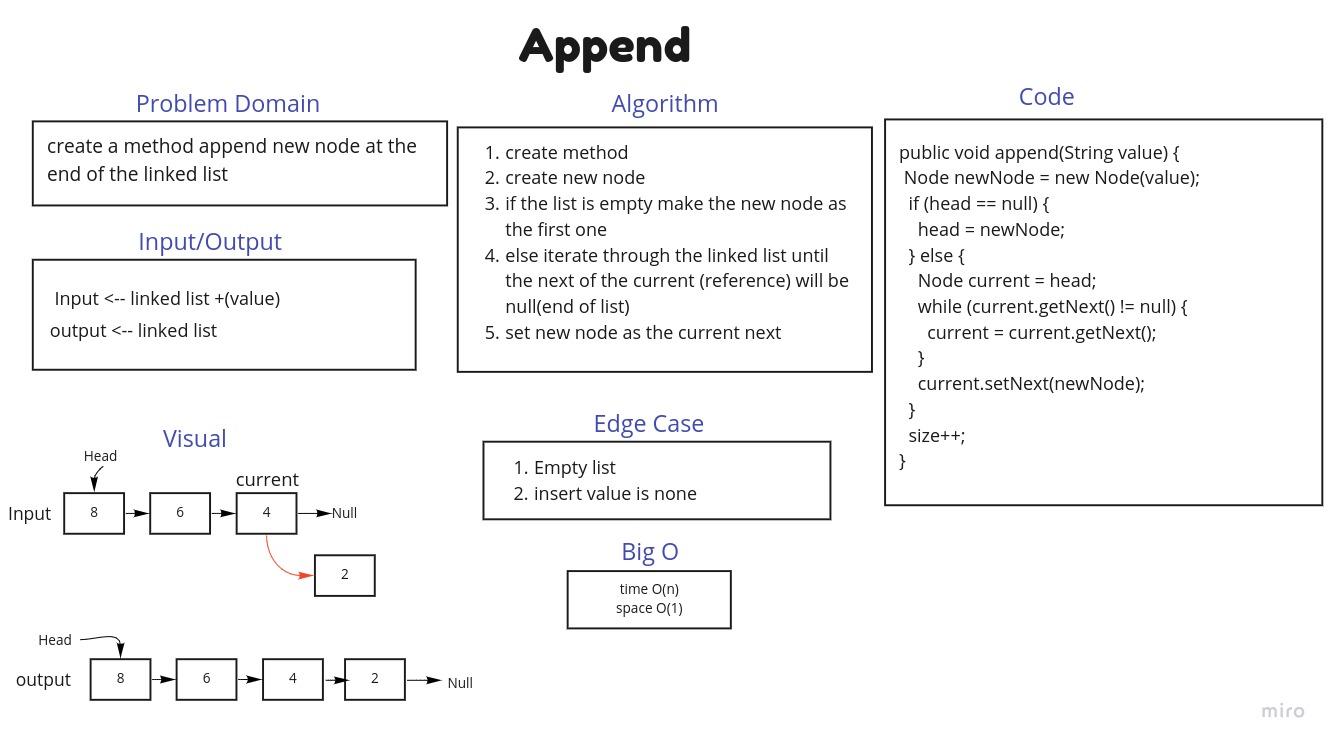 Append
Problem Domain
create a method append new node at the
end of the linked list
Input/Output
Input <-- linked list +(value)
output <-- linked list
Visual
Head
current
Input
8
6
4
Null
2
Head
output
8
6
4
2
Null
Algorithm
1. create method
2. create new node
3. if the list is empty make the new node as
the first one
4. else iterate through the linked list until
the next of the current (reference) will be
null(end of list)
5. set new node as the current next
Edge Case
1. Empty list
2. insert value is none
Big O
time O(n)
space O(1)
Code
public void append(String value) {
Node newNode = new Node(value);
if (head == null) {
head = newNode;
} else {
Node current = head;
while (current.getNext() != null) {
current = current.getNext();
}
current.setNext(newNode);
}
size++;
}
miro